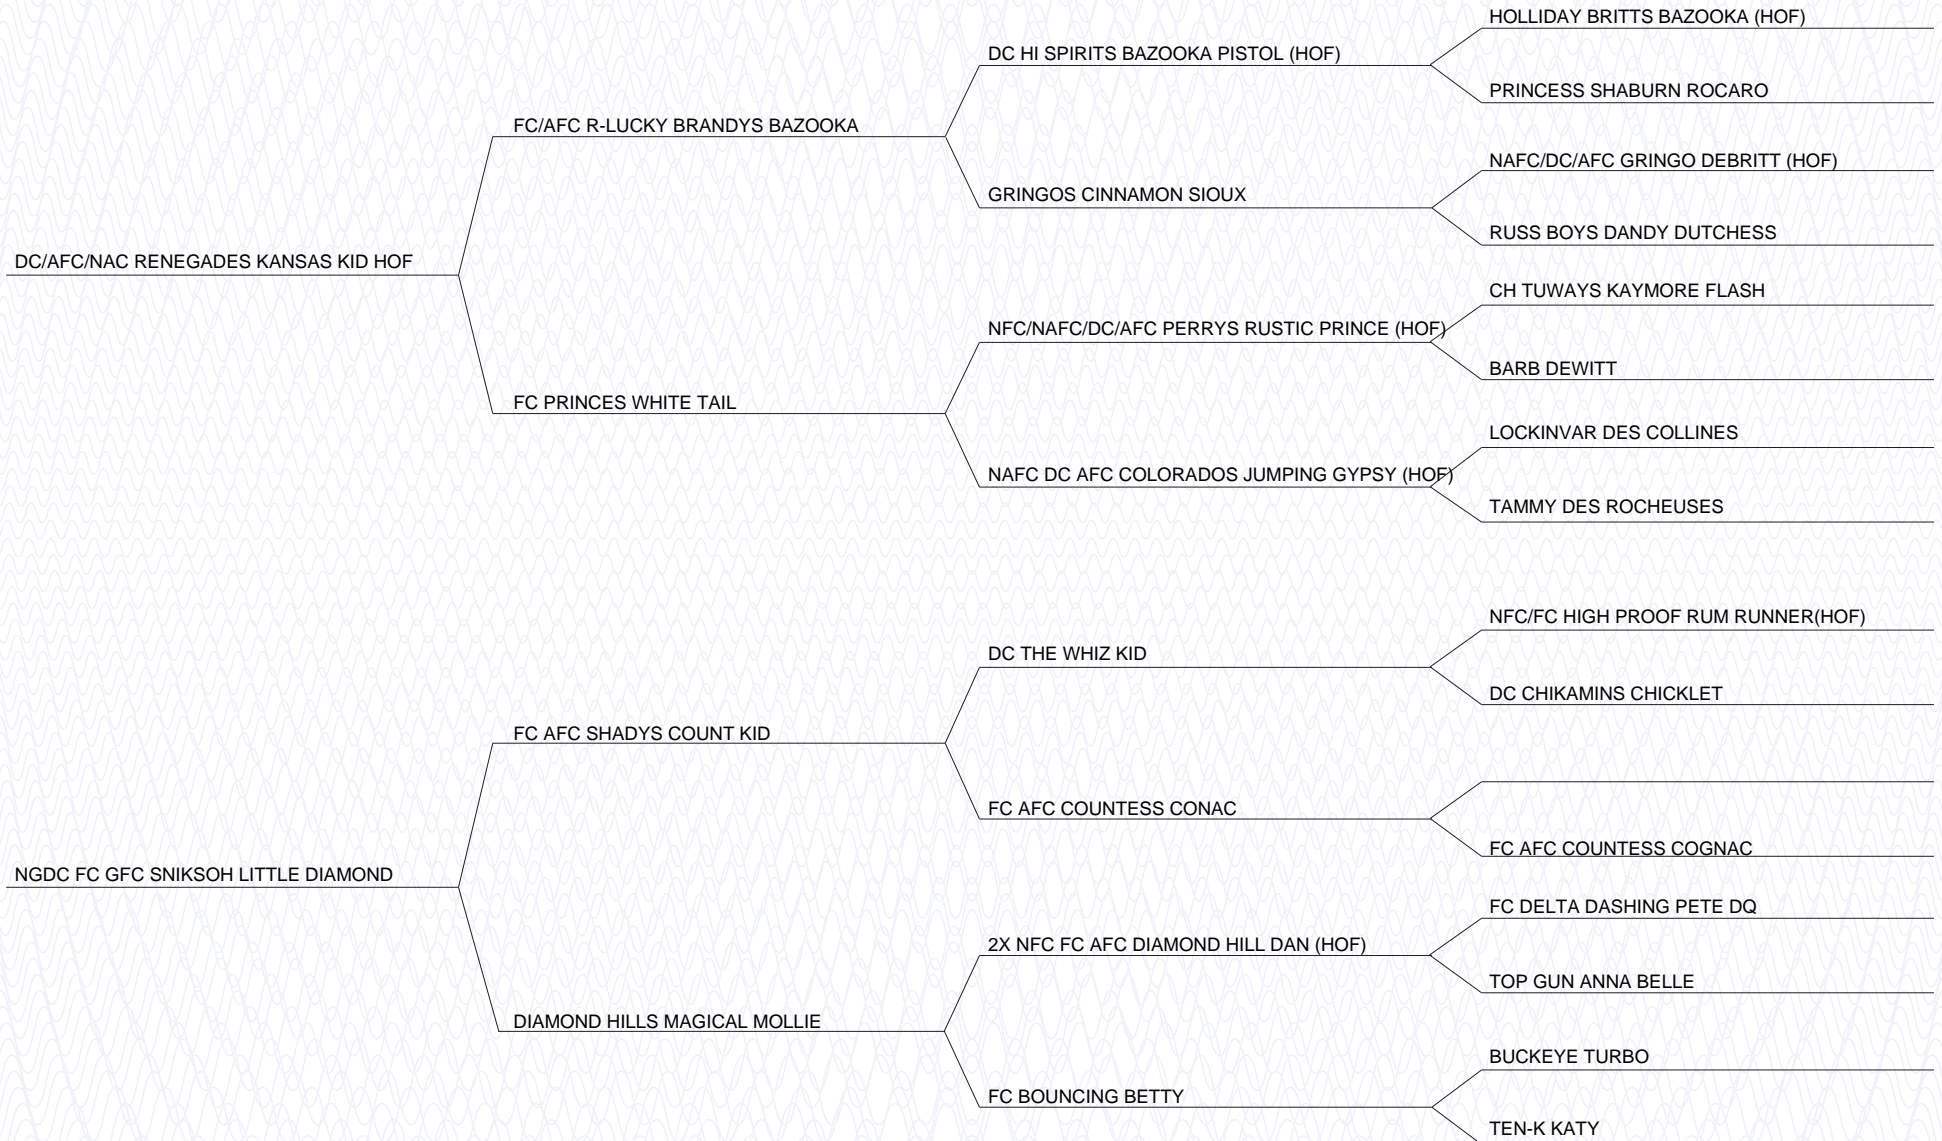 HOLLIDAY BRITTS BAZOOKA (HOF)
DC HI SPIRITS BAZOOKA PISTOL (HOF)
PRINCESS SHABURN ROCARO
FC/AFC R-LUCKY BRANDYS BAZOOKA
NAFC/DC/AFC GRINGO DEBRITT (HOF)
GRINGOS CINNAMON SIOUX
RUSS BOYS DANDY DUTCHESS
DC/AFC/NAC RENEGADES KANSAS KID HOF
CH TUWAYS KAYMORE FLASH
NFC/NAFC/DC/AFC PERRYS RUSTIC PRINCE (HOF)
BARB DEWITT
FC PRINCES WHITE TAIL
LOCKINVAR DES COLLINES
NAFC DC AFC COLORADOS JUMPING GYPSY (HOF)
TAMMY DES ROCHEUSES
NFC/FC HIGH PROOF RUM RUNNER(HOF)
DC THE WHIZ KID
DC CHIKAMINS CHICKLET
FC AFC SHADYS COUNT KID
FC AFC COUNTESS CONAC
FC AFC COUNTESS COGNAC
NGDC FC GFC SNIKSOH LITTLE DIAMOND
FC DELTA DASHING PETE DQ
2X NFC FC AFC DIAMOND HILL DAN (HOF)
TOP GUN ANNA BELLE
DIAMOND HILLS MAGICAL MOLLIE
BUCKEYE TURBO
FC BOUNCING BETTY
TEN-K KATY